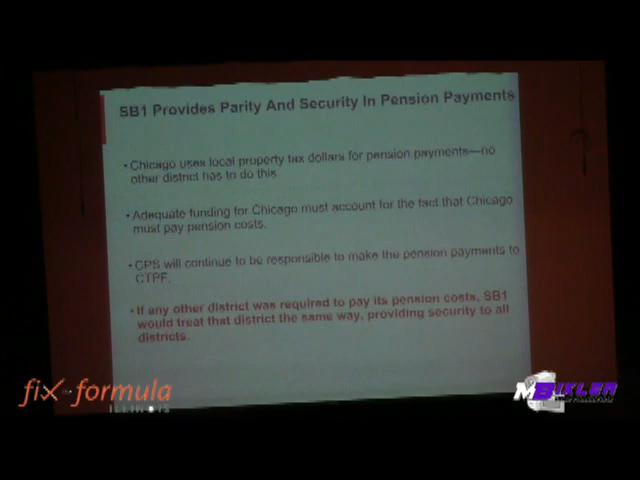 SB1 Provides Parity And Security In Pension Payments
• Chicago uses local property tax dollars for pension payments—no
other district has to do this.
• Adequate funding for Chicago must account for the fact that Chicago
must pay pension costs.
• CPS will continue to be responsible to make the pension payments to
CTPF.
• If any other district was required to pay its pension costs, SB1
would treat that district the same way, providing security to all
districts.
fix the formula
ILLINOIS
MBixler